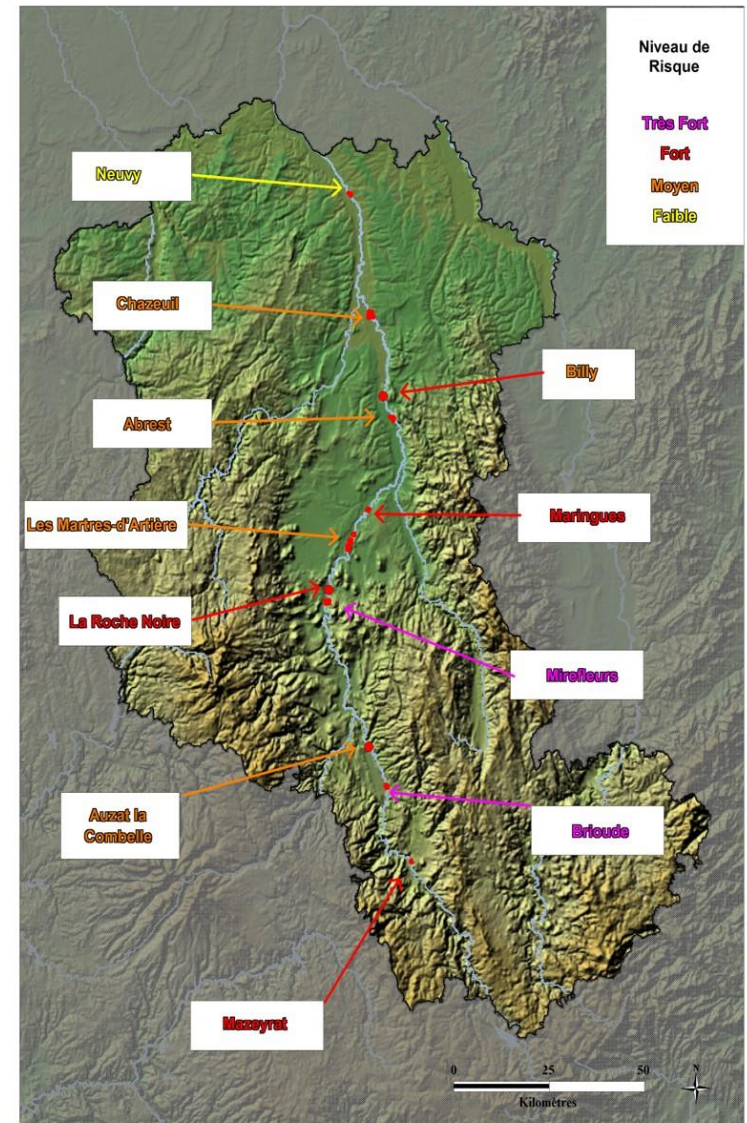 Niveau de
Risque
Très Fort
Fort
Moyen
Faible
Neuvy
Chazeuil
Billy
Abrest
Maringues
Les Martres-d'Artière
La Roche Noire
Mirefleurs
Auzat la
Combelle
Brioude
Mazeyrat
0 25 50
Kilomètres
N